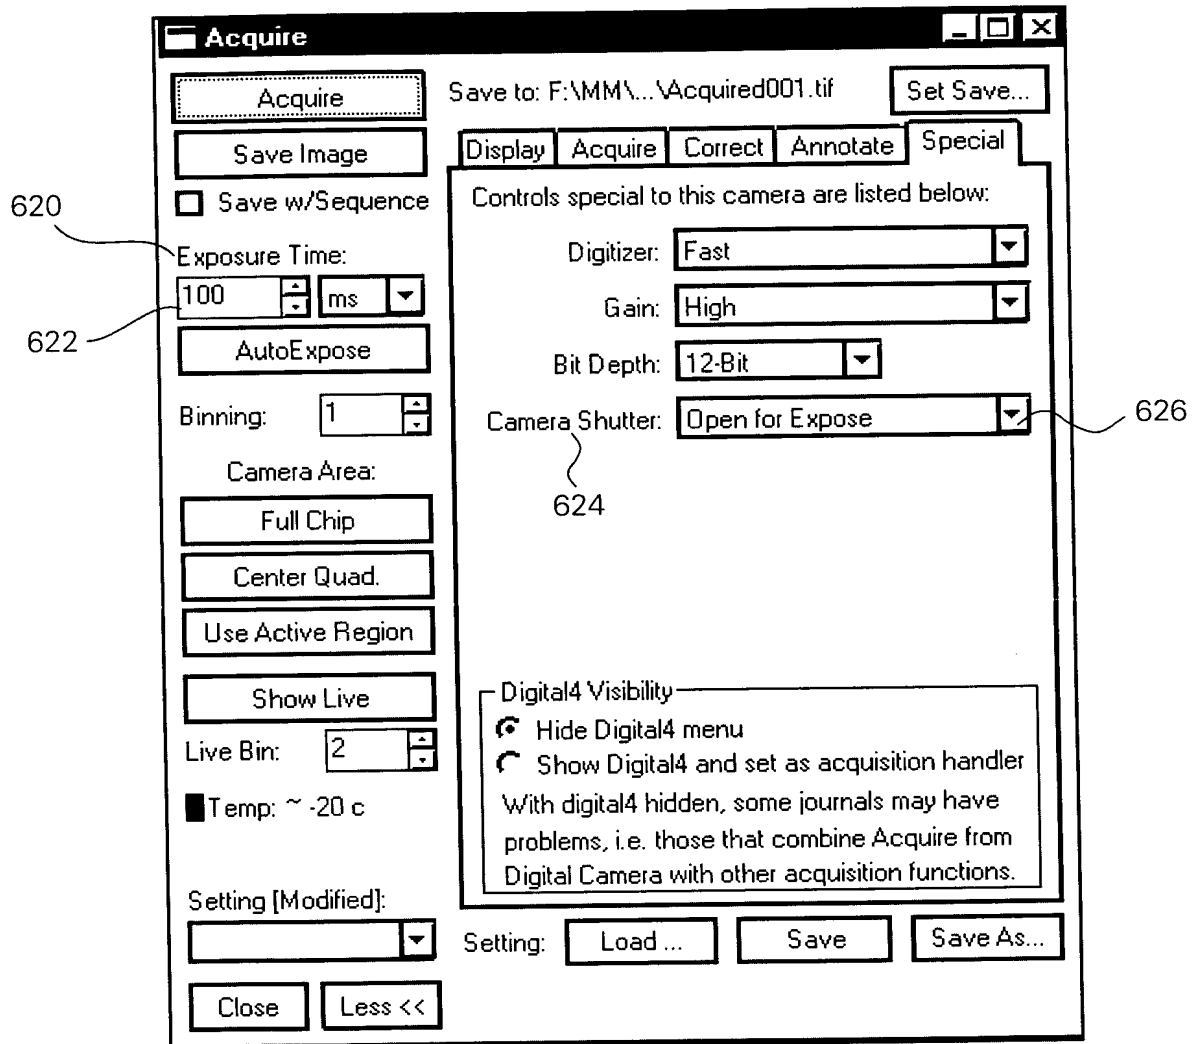 Acquire
Acquire
Save to: F:\MM\...\Acquired001.tif
Set Save...
Save Image
Display
Acquire
Correct
Annotate
Special
Save w/Sequence
Controls special to this camera are listed below:
620
Exposure Time:
Digitizer: Fast
100 ms
Gain: High
622
AutoExpose
Bit Depth: 12-Bit
Binning: 1
Camera Shutter: Open for Expose
626
624
Camera Area:
Full Chip
Center Quad.
Use Active Region
Show Live
Live Bin: 2
Temp: ~ -20 c
Digital4 Visibility
Hide Digital4 menu
Show Digital4 and set as acquisition handler
With digital4 hidden, some journals may have
problems, i.e. those that combine Acquire from
Digital Camera with other acquisition functions.
Setting [Modified]:
Setting: Load ... Save Save As...
Close
Less <<